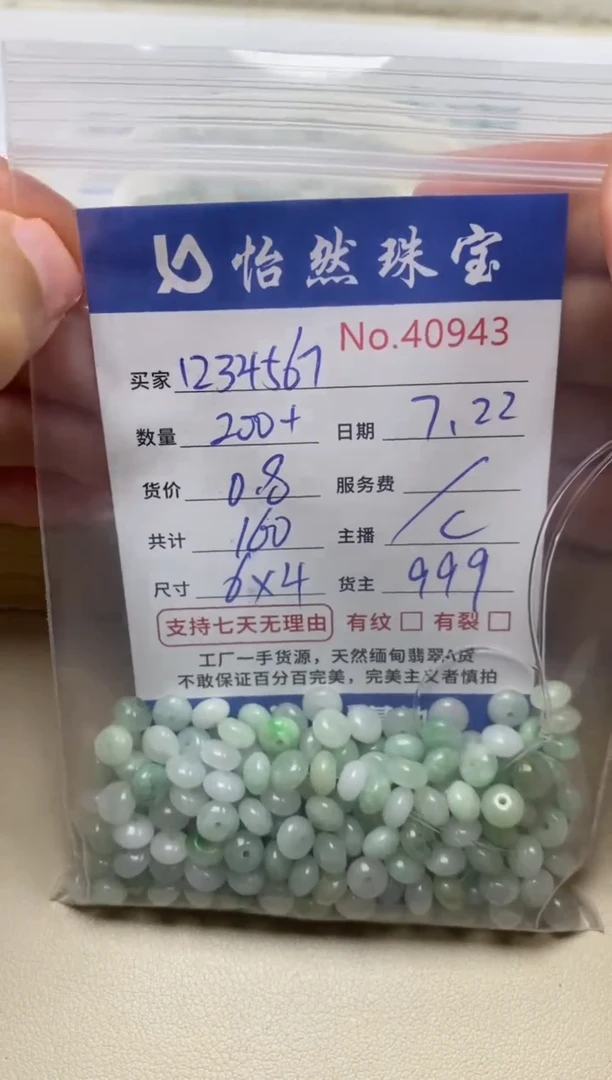 怡然珠宝
No.40943
买家 1234567
数量 200+ 日期 7.22
货价 0.8 服务费 /
共计 160 主播 C
尺寸 6x4 货主 999
支持七天无理由 有纹 □ 有裂 □
工厂一手货源，天然缅甸翡翠A货
不敢保证百分百完美，完美主义者慎拍